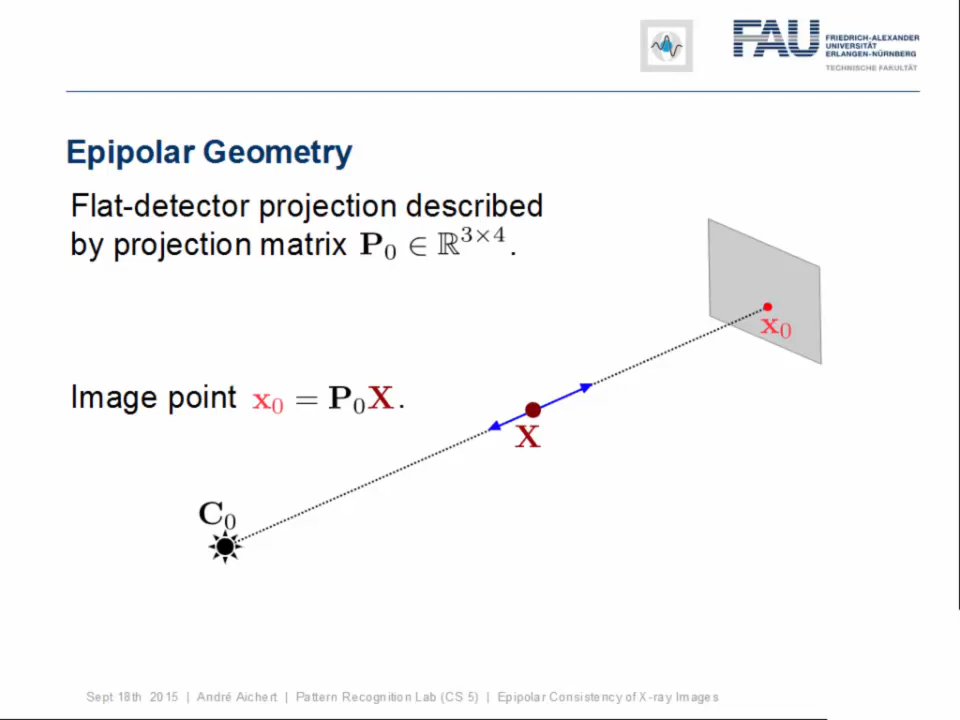 FAU FRIEDRICH-ALEXANDER
UNIVERSITÄT
ERLANGEN-NÜRNBERG
TECHNISCHE FAKULTÄT
Epipolar Geometry
Flat-detector projection described
by projection matrix P₀ ∈ ℝ³ˣ⁴ .
x₀
Image point x₀ = P₀X.
X
C₀
Sept 18th 2015 | André Aichert | Pattern Recognition Lab (CS 5) | Epipolar Consistency of X-ray Images